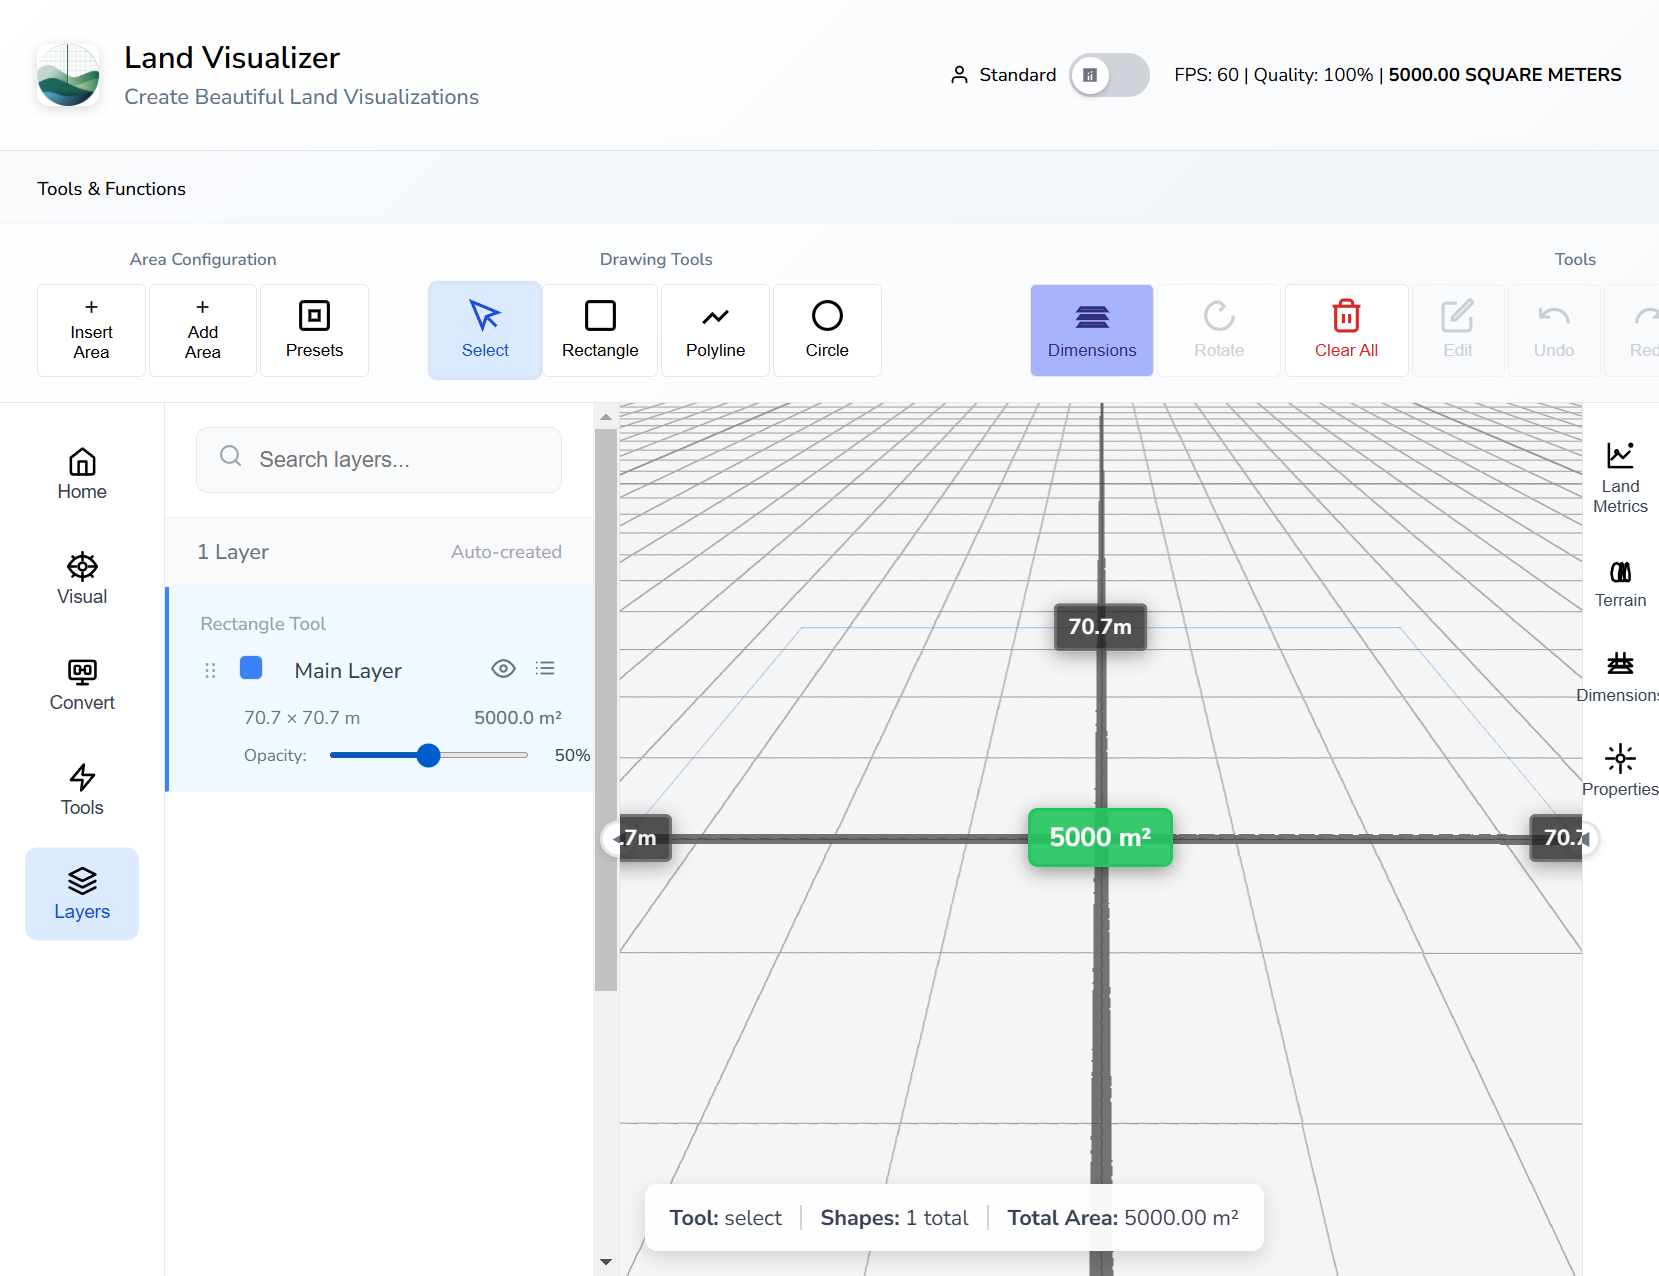 Land Visualizer
Create Beautiful Land Visualizations
Standard
FPS: 60 | Quality: 100% | 5000.00 SQUARE METERS
Tools & Functions
Area Configuration
Drawing Tools
Tools
Insert
Area
Add
Area
Presets
Select
Rectangle
Polyline
Circle
Dimensions
Rotate
Clear All
Edit
Undo
Red
Home
Visual
Convert
Tools
Layers
Search layers...
1 Layer
Auto-created
Rectangle Tool
Main Layer
70.7 × 70.7 m
5000.0 m²
Opacity:
50%
70.7m
.7m
5000 m²
70.7
Tool: select
Shapes: 1 total
Total Area: 5000.00 m²
Land
Metrics
Terrain
Dimensions
Properties